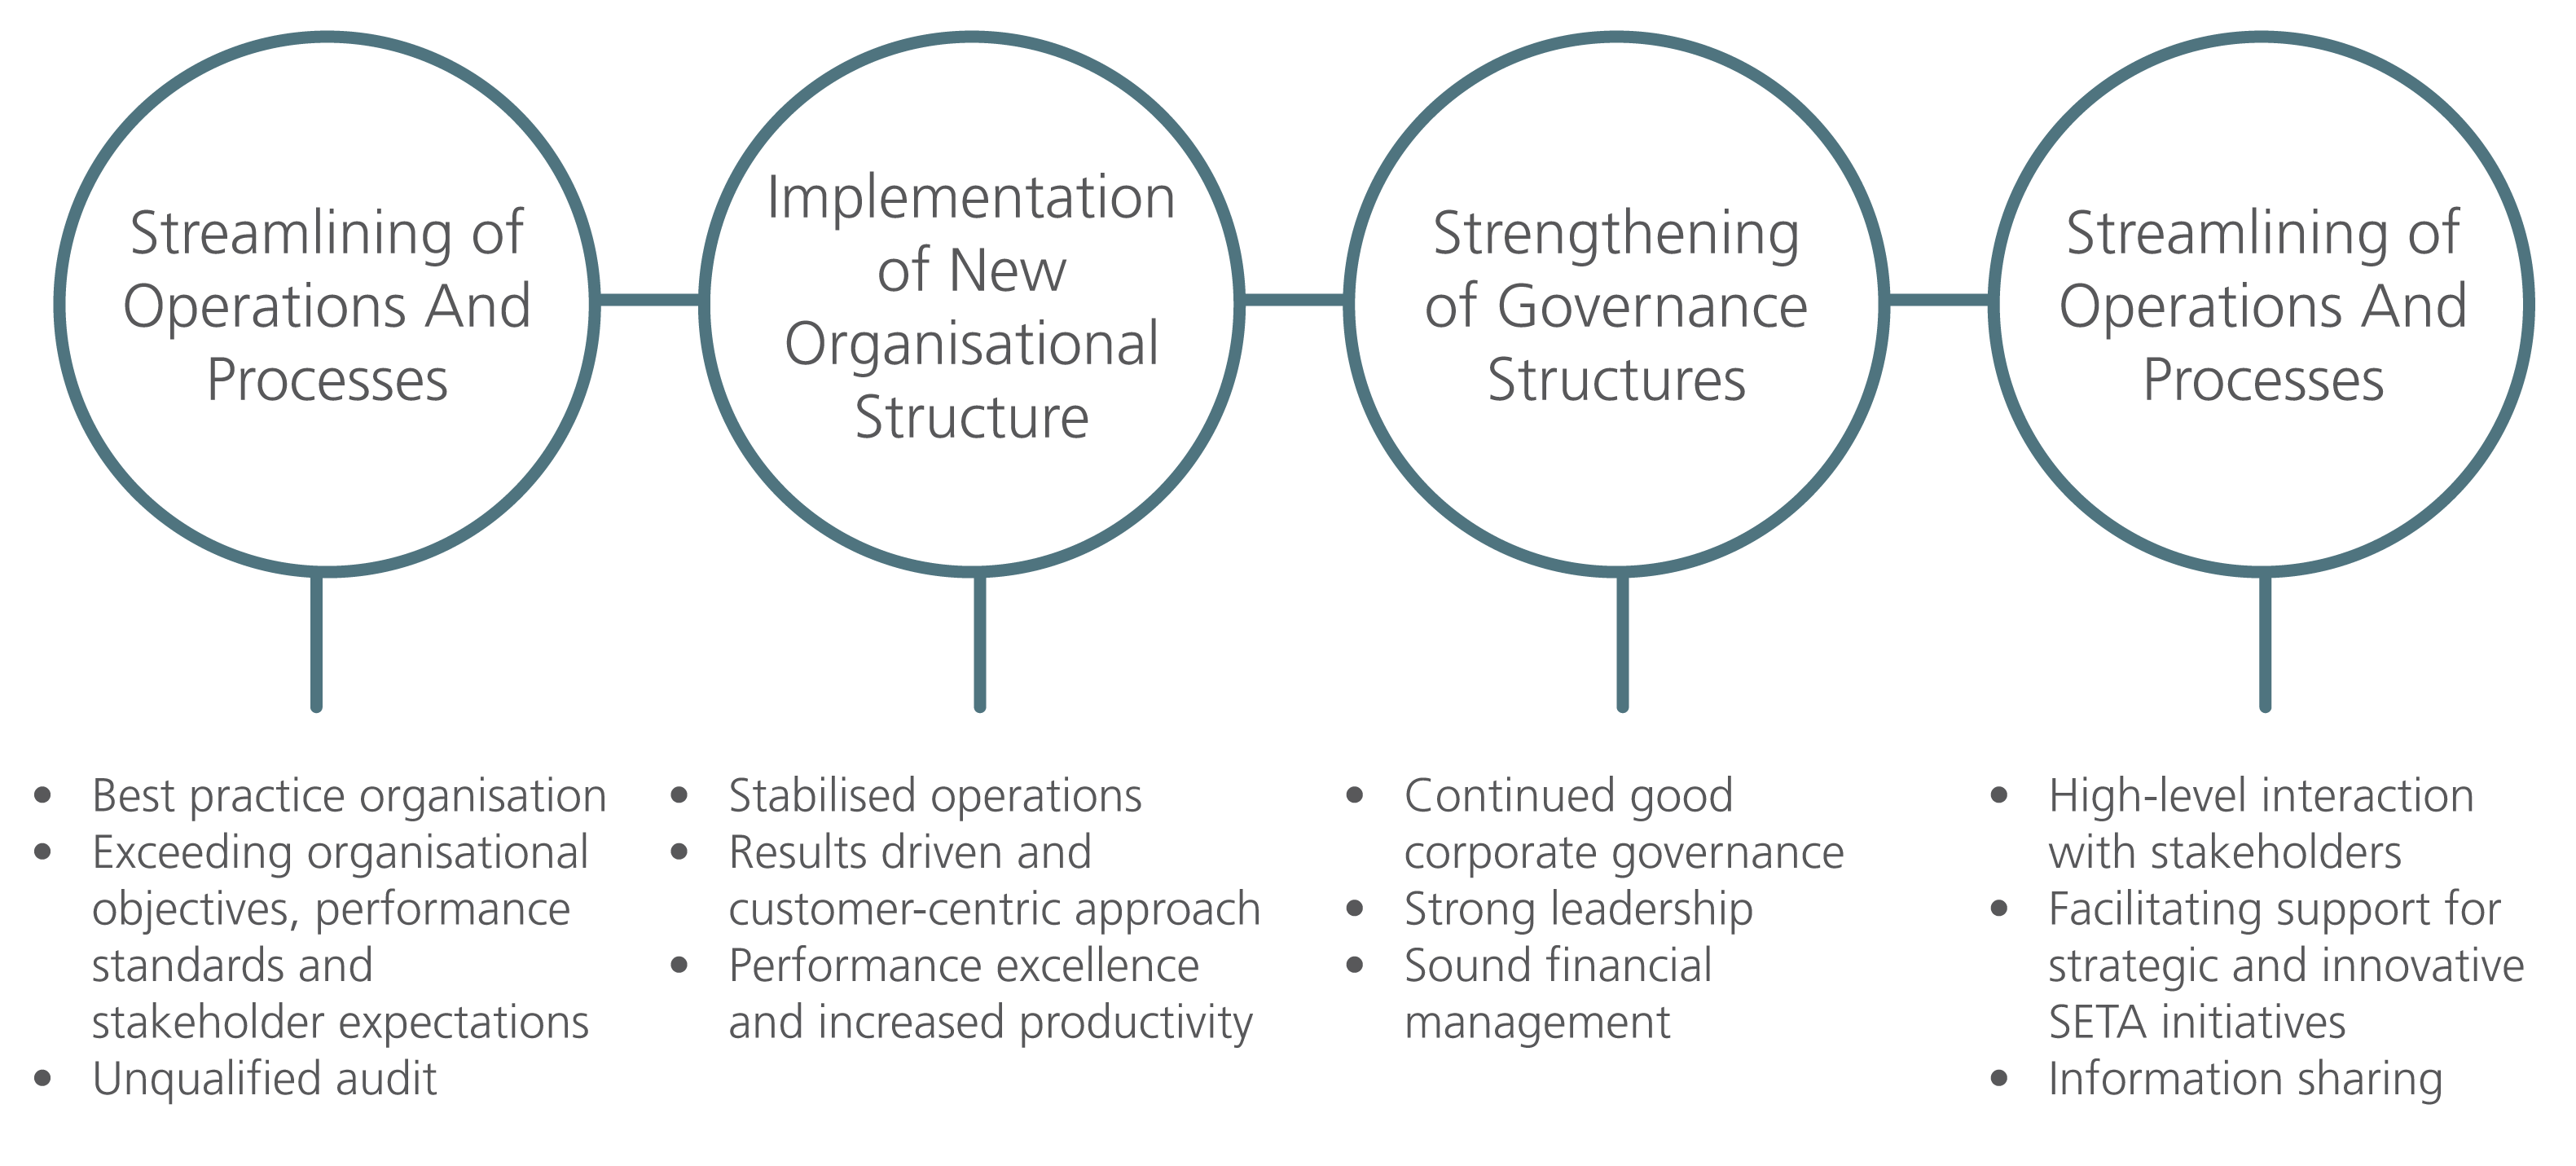 Streamlining of
Operations And
Processes
Implementation
of New
Organisational
Structure
Strengthening
of Governance
Structures
Streamlining of
Operations And
Processes
• Best practice organisation
• Exceeding organisational
objectives, performance
standards and
stakeholder expectations
• Unqualified audit
• Stabilised operations
• Results driven and
customer-centric approach
• Performance excellence
and increased productivity
• Continued good
corporate governance
• Strong leadership
• Sound financial
management
• High-level interaction
with stakeholders
• Facilitating support for
strategic and innovative
SETA initiatives
• Information sharing